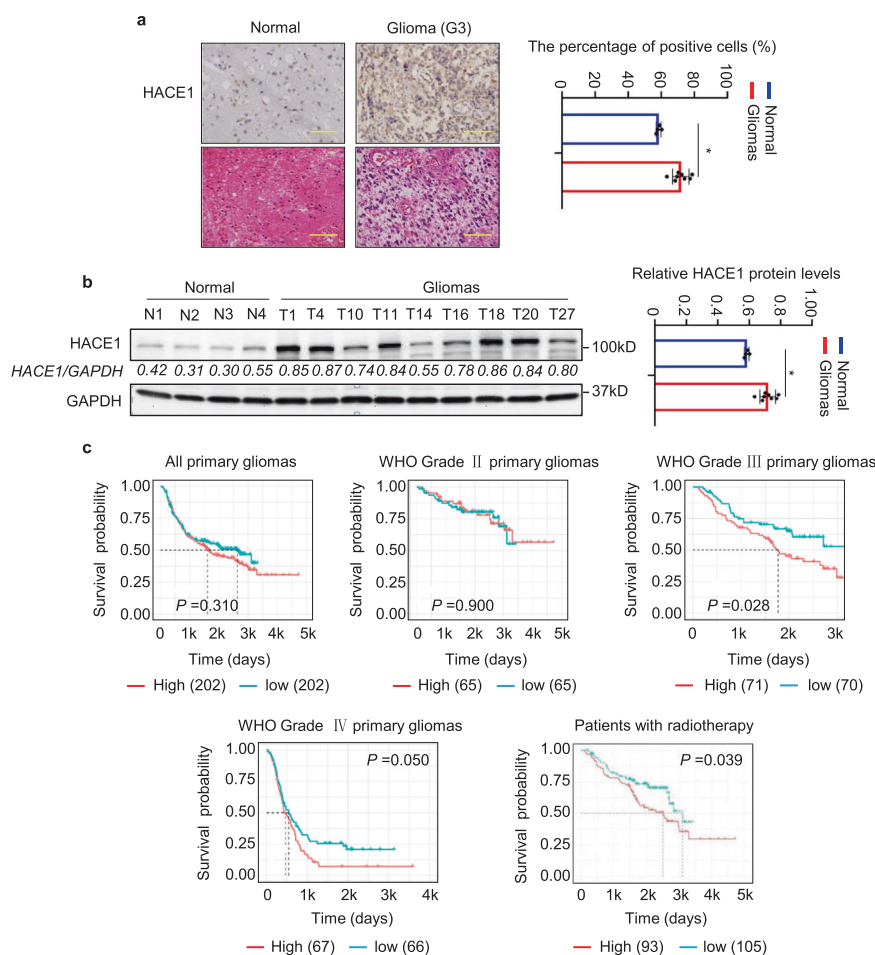 a
Normal
Glioma (G3)
HACE1
The percentage of positive cells (%)
0
20
40
60
80
100
Normal
Gliomas
*
b
Normal
Gliomas
N1 N2 N3 N4 T1 T4 T10 T11 T14 T16 T18 T20 T27
HACE1
100kD
HACE1/GAPDH 0.42 0.31 0.30 0.55 0.85 0.87 0.74 0.84 0.55 0.78 0.86 0.84 0.80
GAPDH
37kD
Relative HACE1 protein levels
0
0.2
0.4
0.6
0.8
1.00
Normal
Gliomas
*
c
All primary gliomas
Survival probability
1.00
0.75
0.50
0.25
0.00
P =0.310
0 1k 2k 3k 4k 5k
Time (days)
High (202) low (202)
WHO Grade Ⅱ primary gliomas
Survival probability
1.00
0.75
0.50
0.25
0.00
P =0.900
0 1k 2k 3k 4k 5k
Time (days)
High (65) low (65)
WHO Grade Ⅲ primary gliomas
Survival probability
1.00
0.75
0.50
0.25
0.00
P =0.028
0 1k 2k 3k
Time (days)
High (71) low (70)
WHO Grade Ⅳ primary gliomas
Survival probability
1.00
0.75
0.50
0.25
0.00
P =0.050
0 1k 2k 3k 4k
Time (days)
High (67) low (66)
Patients with radiotherapy
Survival probability
1.00
0.75
0.50
0.25
0.00
P =0.039
0 1k 2k 3k 4k 5k
Time (days)
High (93) low (105)